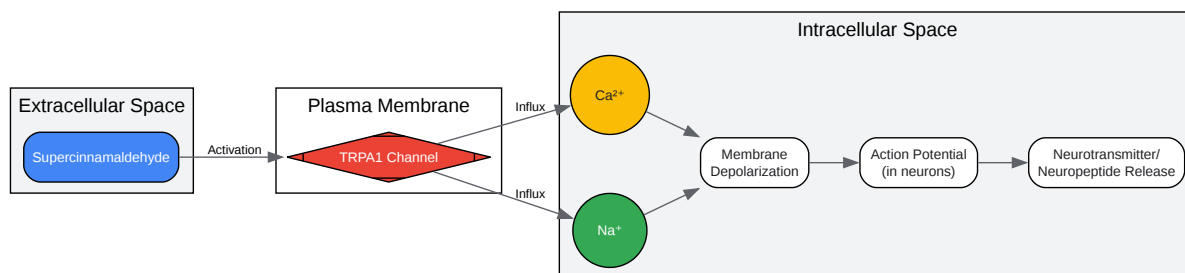 Extracellular Space
Supercinnamaldehyde
Activation
Plasma Membrane
TRPA1 Channel
Influx
Influx
Intracellular Space
Ca²⁺
Na⁺
Membrane
Depolarization
Action Potential
(in neurons)
Neurotransmitter/
Neuropeptide Release